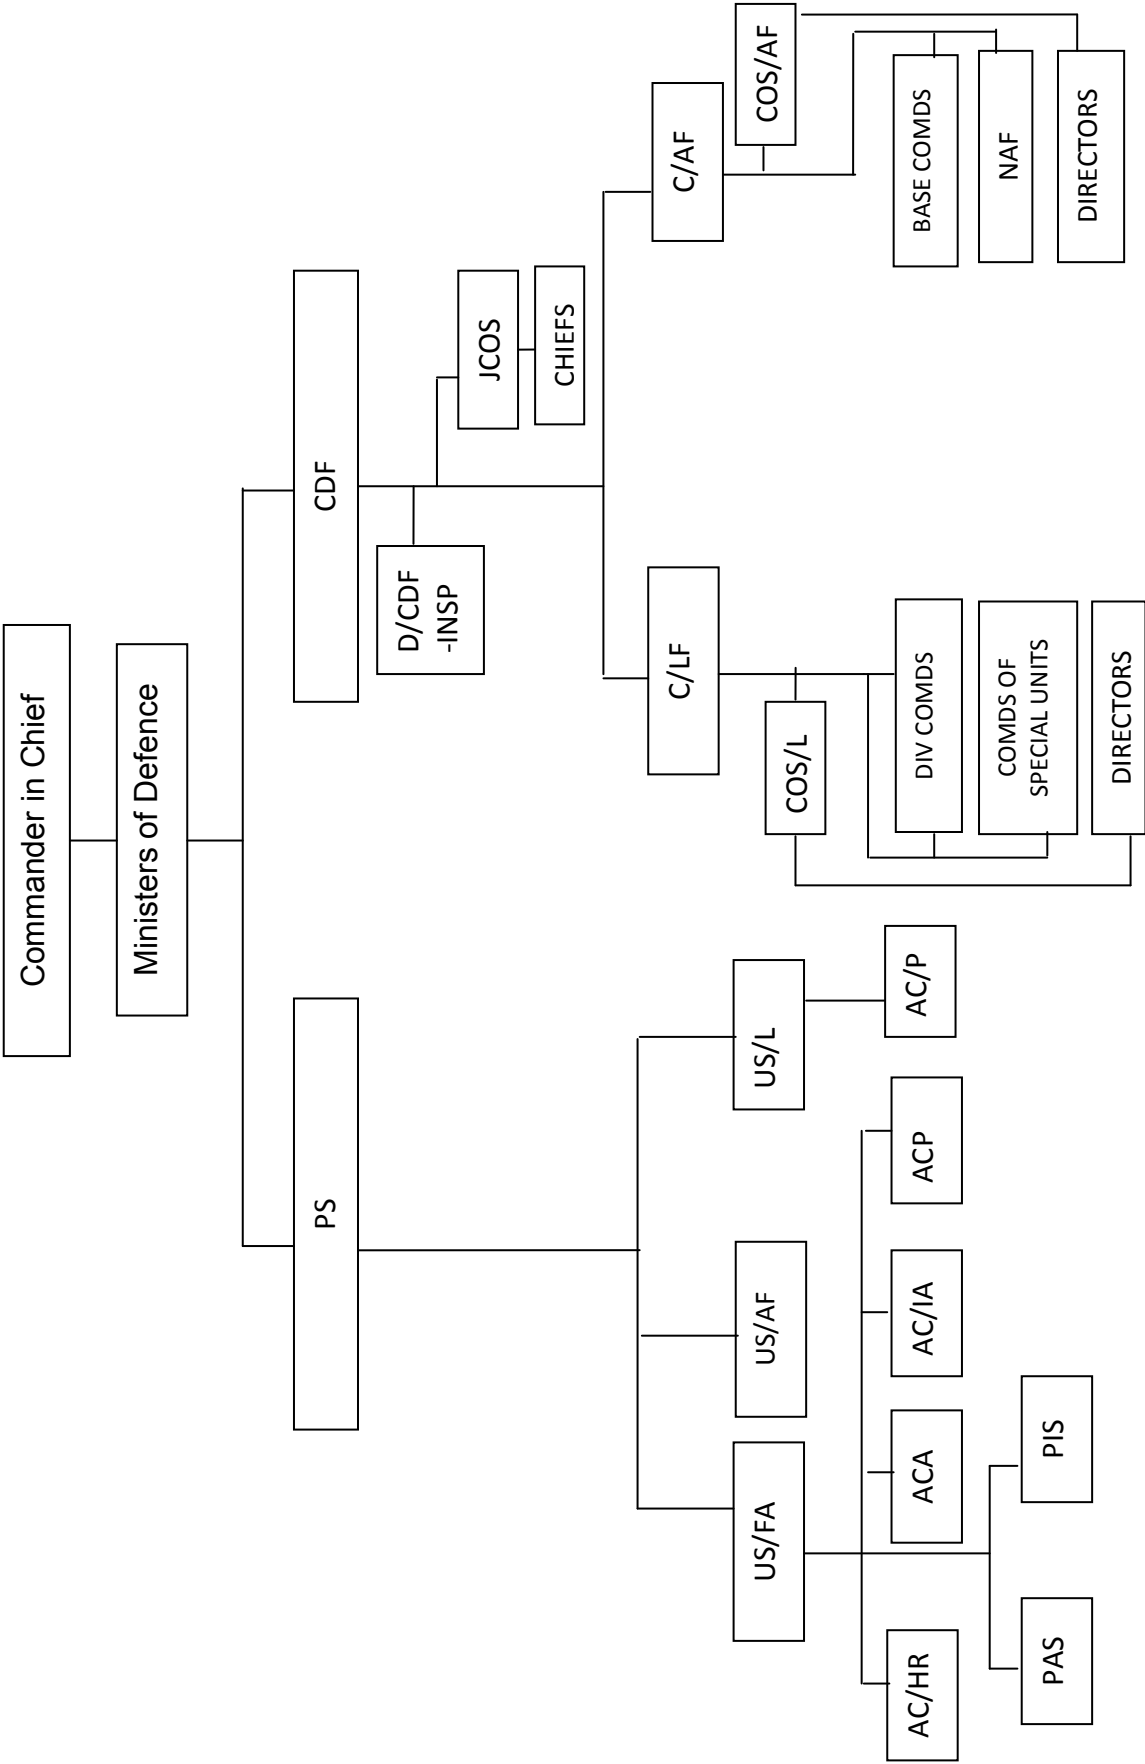 Commander in Chief
Ministers of Defence
PS
CDF
D/CDF
-INSP
JCOS
CHIEFS
US/FA
US/AF
US/L
C/LF
C/AF
COS/L
COS/AF
AC/HR
ACA
AC/IA
ACP
AC/P
DIV COMDS
BASE COMDS
PAS
PIS
COMDS OF
SPECIAL UNITS
NAF
DIRECTORS
DIRECTORS